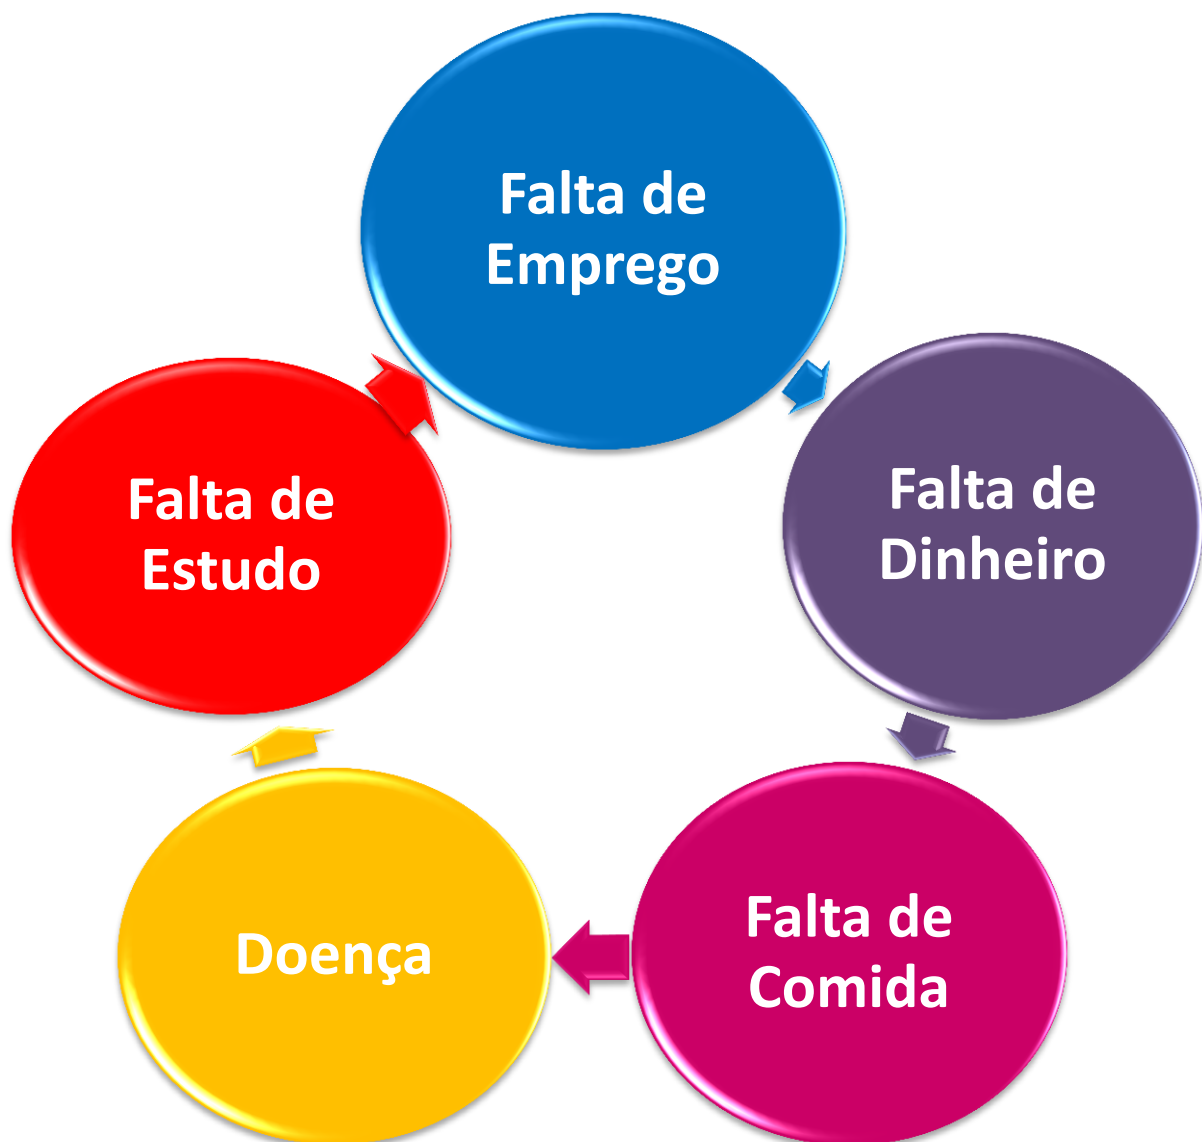 Falta de
Emprego
Falta de
Dinheiro
Falta de
Comida
Doença
Falta de
Estudo